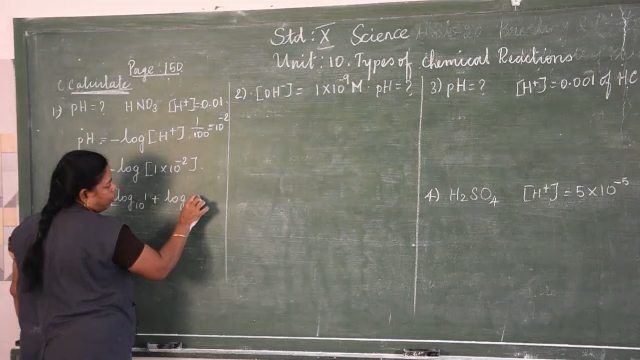 Std: X Science
Unit: 10. Types of Chemical Reactions
Page: 150
C. Calculate
1) pH = ? HNO3 [H+] = 0.01.
pH = -log [H+] 1/100 = 10^-2
-log [1 × 10^-2].
log10 1 + log
2) [OH-] = 1 × 10^-9 M. pH = ?
3) pH = ? [H+] = 0.001 of HC
4) H2SO4 [H+] = 5 × 10^-5